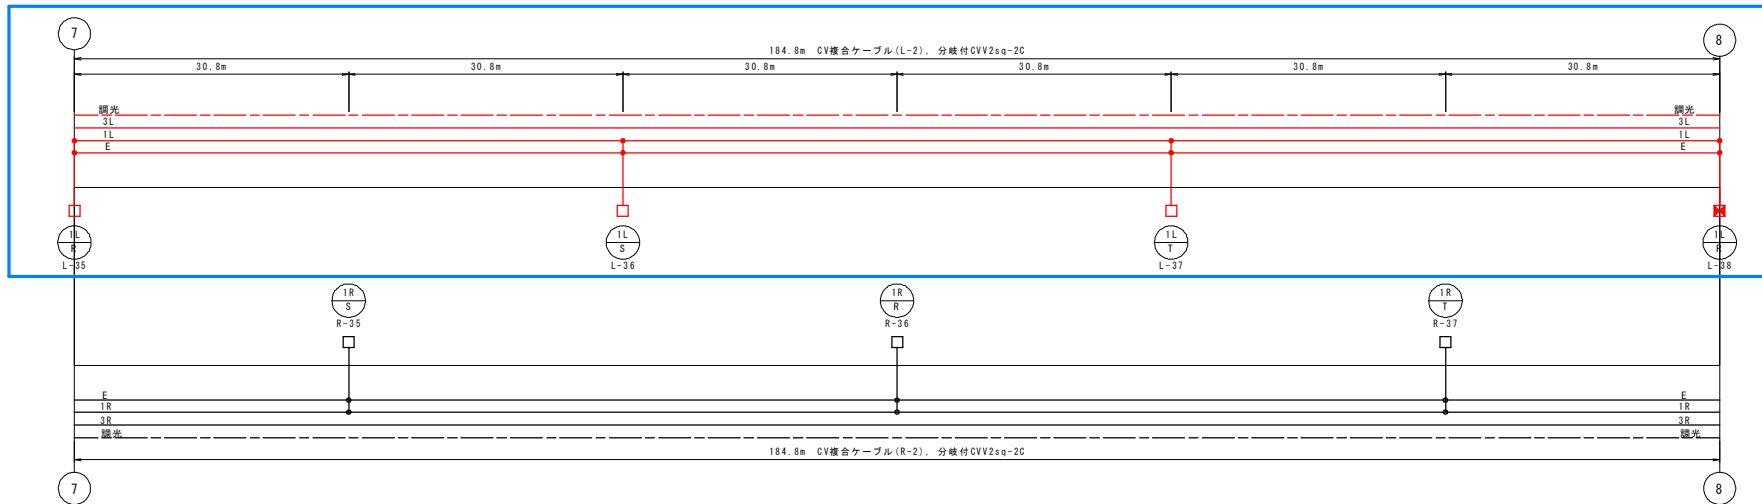 7
8
184.8m CV複合ケーブル(L-2), 分岐付CVV2sq-2C
30.8m 30.8m 30.8m 30.8m 30.8m 30.8m
調光 調光
3L 3L
1L 1L
E E
1L 1L 1L 1L
R S T R
L-35 L-36 L-37 L-38
1R 1R 1R
S R T
R-35 R-36 R-37
E E
1R 1R
3R 3R
調光 調光
184.8m CV複合ケーブル(R-2), 分岐付CVV2sq-2C
7 8